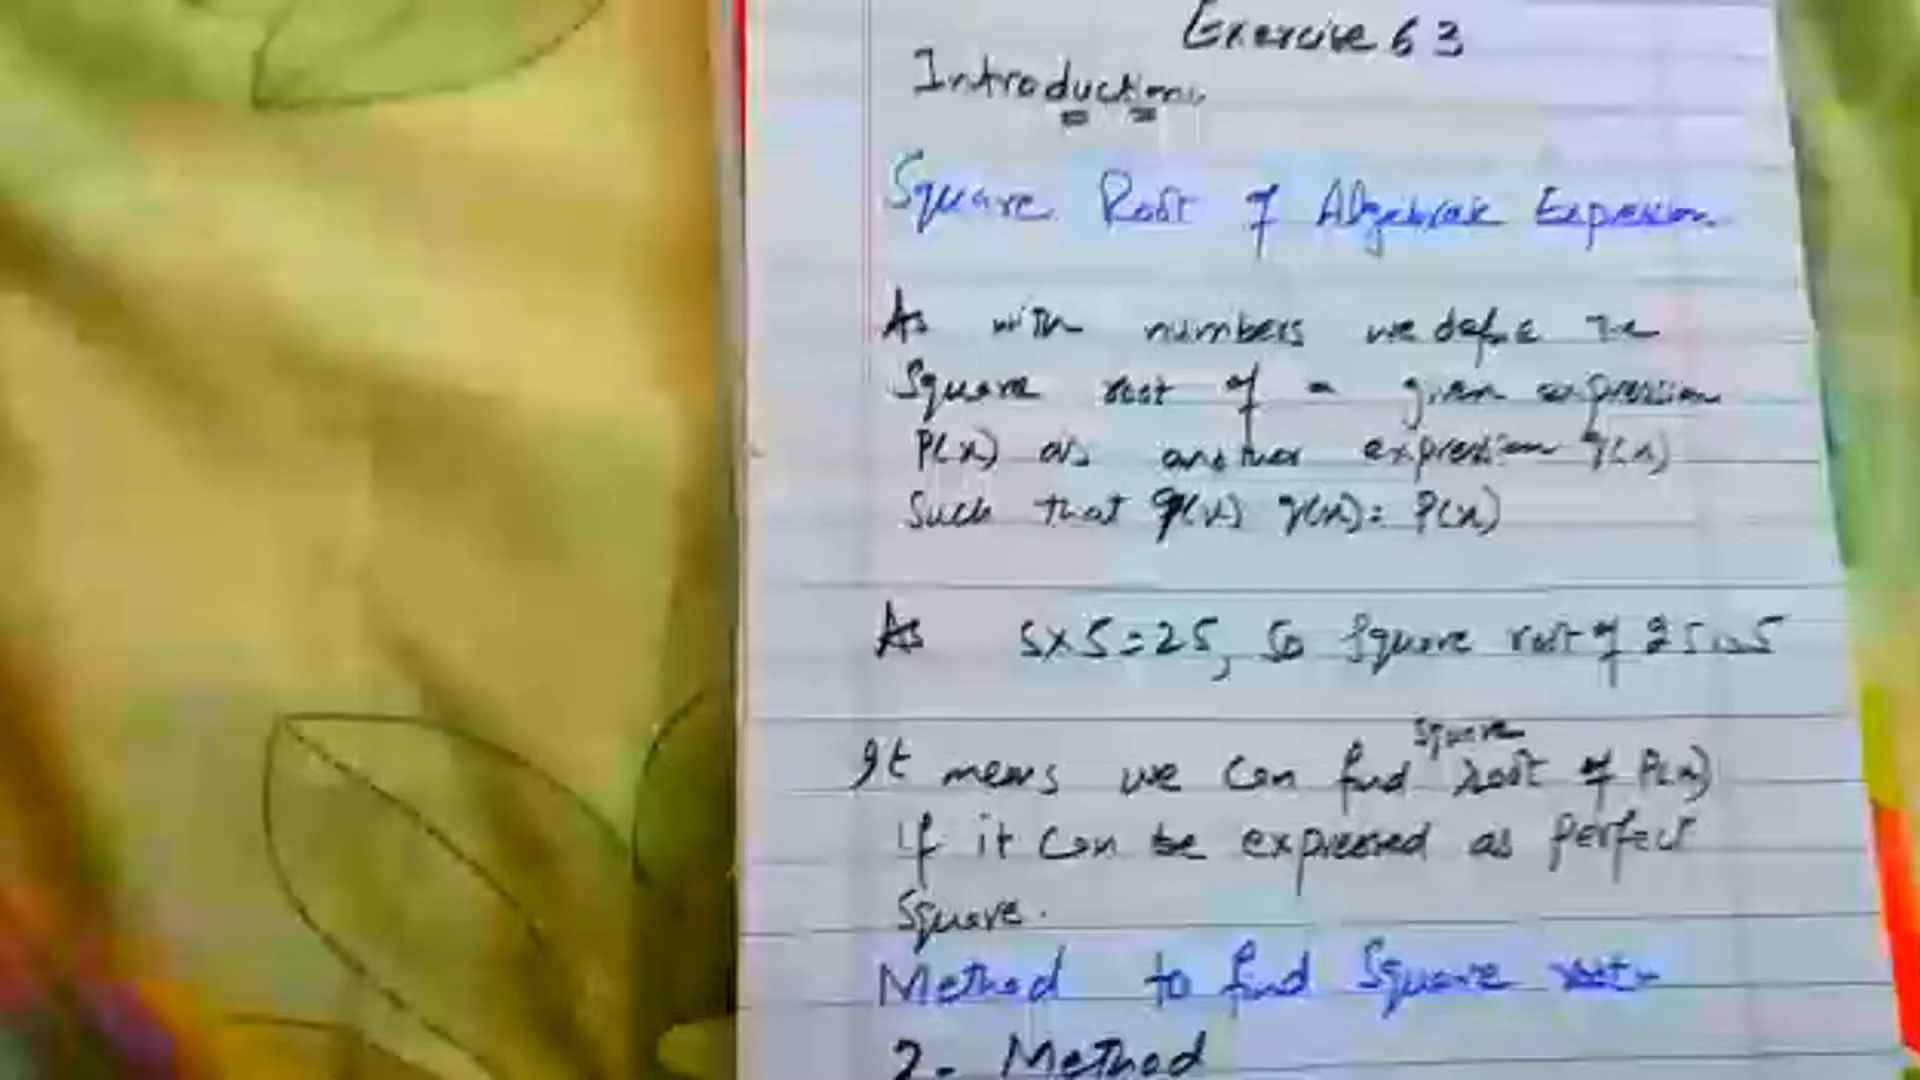 Exercise 6 3
Introduction
Square Root of Algebraic Expression
As with numbers we define the
Square root of a given expression
P(x) as another expression q(x)
Such that q(x) q(x) = P(x)
As 5x5=25, So Square root of 25 is 5
square
It means we can find root of P(x)
If it can be expressed as perfect
Square.
Method to find Square root-
2- Method